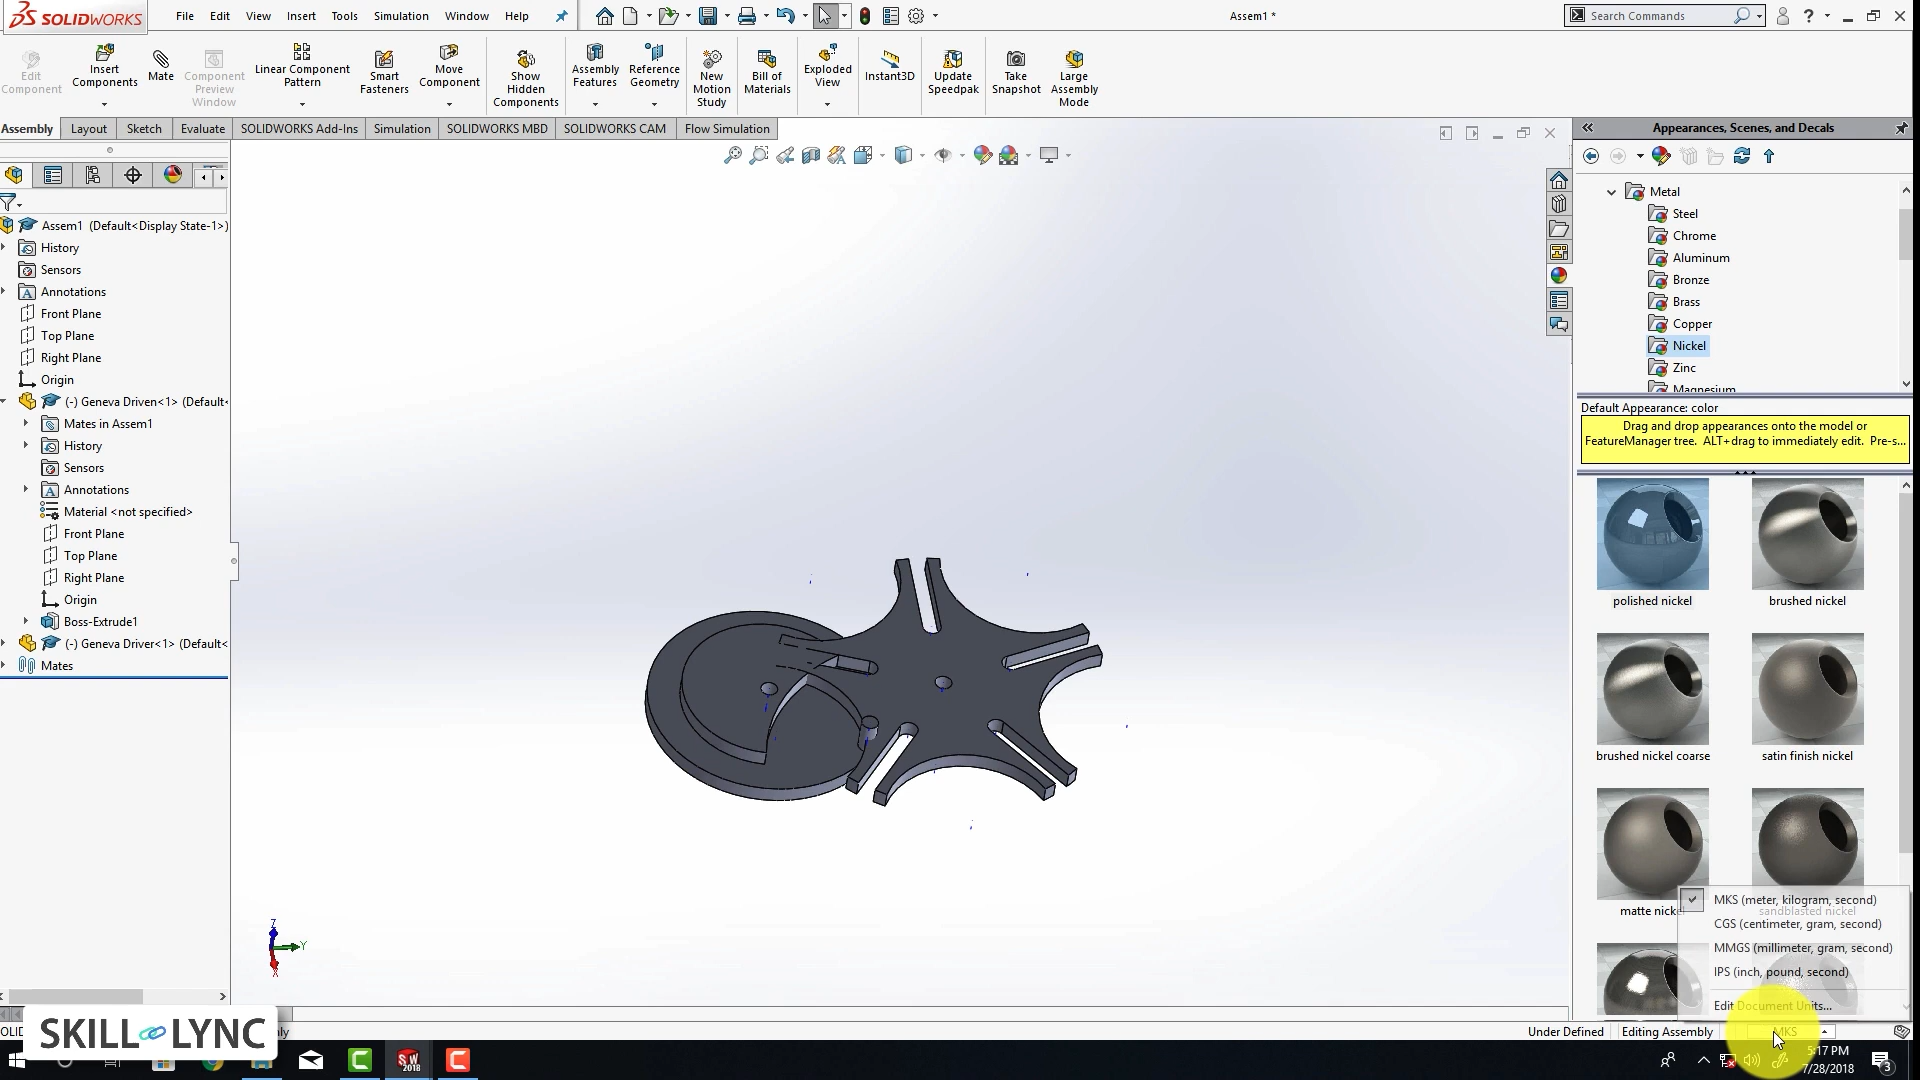 SOLIDWORKS
File Edit View Insert Tools Simulation Window Help
Assem1 *
Search Commands
Edit Component
Insert Components
Mate
Component Preview Window
Linear Component Pattern
Smart Fasteners
Move Component
Show Hidden Components
Assembly Features
Reference Geometry
New Motion Study
Bill of Materials
Exploded View
Instant3D
Update Speedpak
Take Snapshot
Large Assembly Mode
Assembly Layout Sketch Evaluate SOLIDWORKS Add-Ins Simulation SOLIDWORKS MBD SOLIDWORKS CAM Flow Simulation
Assem1 (Default<Display State-1>)
History
Sensors
Annotations
Front Plane
Top Plane
Right Plane
Origin
(-) Geneva Driven<1> (Default<
Mates in Assem1
History
Sensors
Annotations
Material <not specified>
Front Plane
Top Plane
Right Plane
Origin
Boss-Extrude1
(-) Geneva Driver<1> (Default<
Mates
Z
Y
X
Appearances, Scenes, and Decals
Metal
Steel
Chrome
Aluminum
Bronze
Brass
Copper
Nickel
Zinc
Magnesium
Default Appearance: color
Drag and drop appearances onto the model or
FeatureManager tree. ALT+drag to immediately edit. Pre-s...
polished nickel
brushed nickel
brushed nickel coarse
satin finish nickel
matte nickel
sandblasted nickel
MKS (meter, kilogram, second)
CGS (centimeter, gram, second)
MMGS (millimeter, gram, second)
IPS (inch, pound, second)
Edit Document Units...
SKILL LYNC
Under Defined Editing Assembly MKS
SW 2018
5:17 PM
7/28/2018
3